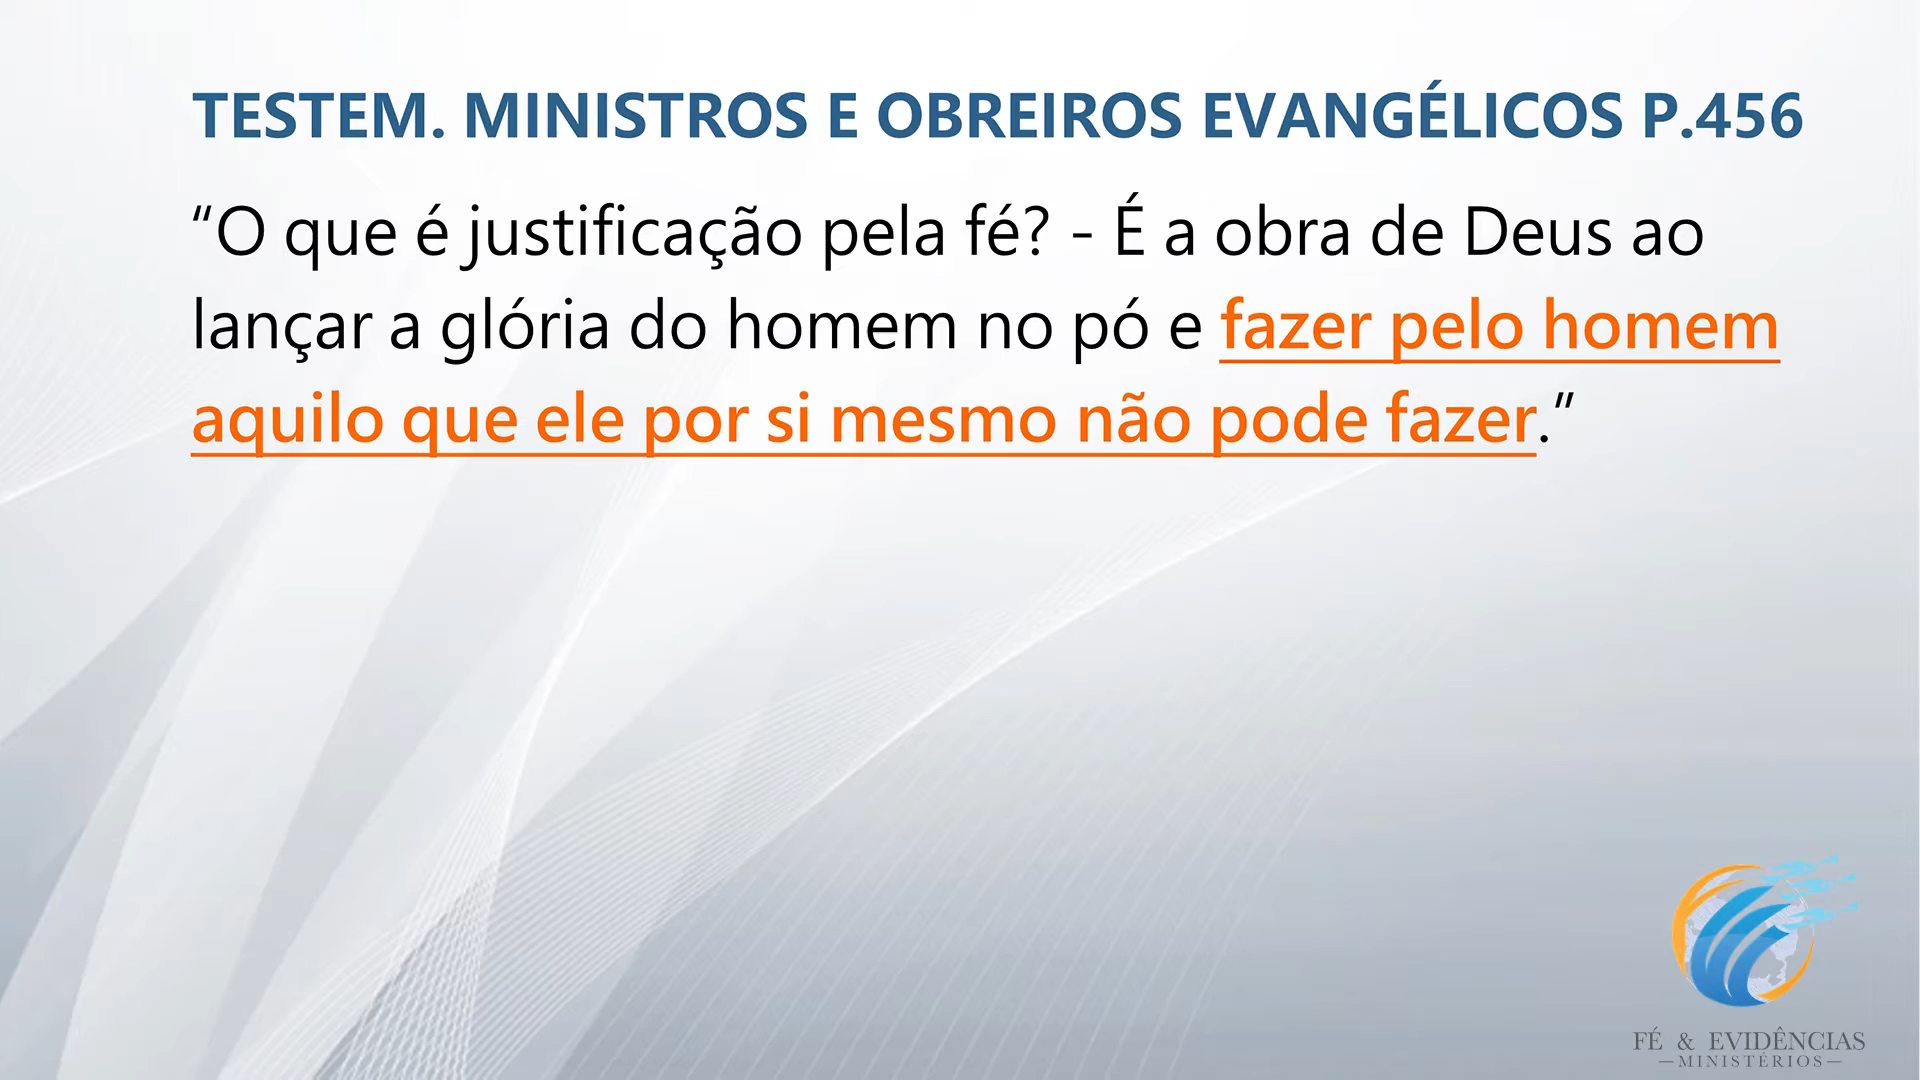 TESTEM. MINISTROS E OBREIROS EVANGÉLICOS P.456
“O que é justificação pela fé? - É a obra de Deus ao
lançar a glória do homem no pó e fazer pelo homem
aquilo que ele por si mesmo não pode fazer.”
FÉ & EVIDÊNCIAS
—MINISTÉRIOS—